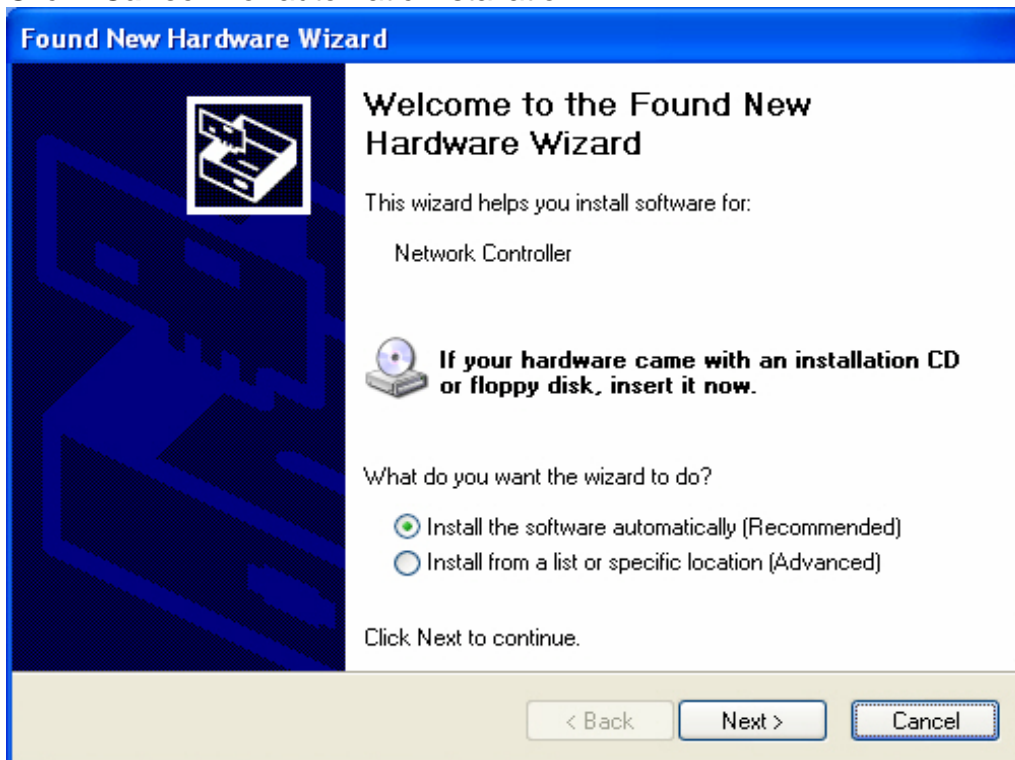 Found New Hardware Wizard
Welcome to the Found New
Hardware Wizard
This wizard helps you install software for:
Network Controller
If your hardware came with an installation CD
or floppy disk, insert it now.
What do you want the wizard to do?
Install the software automatically (Recommended)
Install from a list or specific location (Advanced)
Click Next to continue.
< Back Next > Cancel